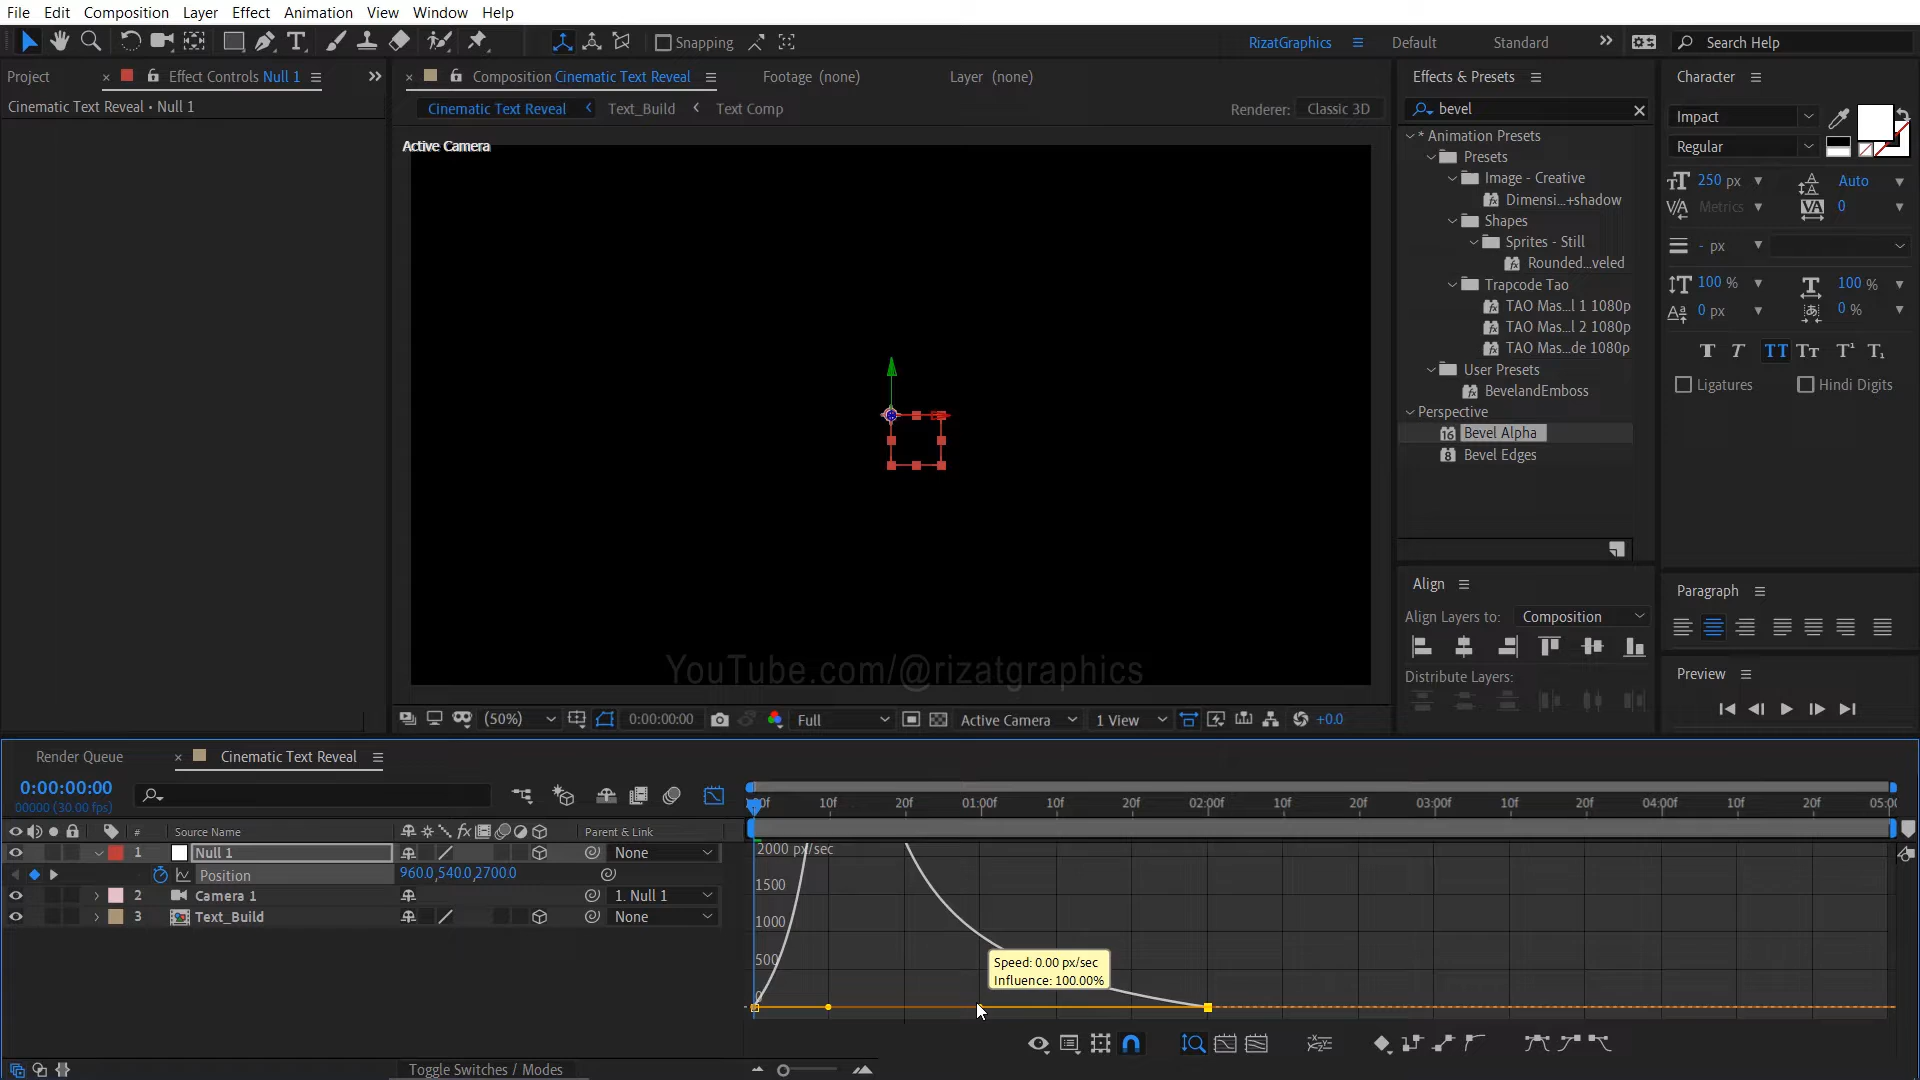 File Edit Composition Layer Effect Animation View Window Help
Snapping
RizatGraphics Default Standard Search Help
Project Effect Controls Null 1
Cinematic Text Reveal • Null 1
Composition Cinematic Text Reveal Footage (none) Layer (none)
Cinematic Text Reveal Text_Build Text Comp Renderer: Classic 3D
Active Camera
YouTube.com/@rizatgraphics
(50%) 0:00:00:00 Full Active Camera 1 View +0.0
Effects & Presets
bevel
* Animation Presets
Presets
Image - Creative
Dimensi...+shadow
Shapes
Sprites - Still
Rounded...veled
Trapcode Tao
TAO Mas...l 1 1080p
TAO Mas...l 2 1080p
TAO Mas...de 1080p
User Presets
BevelandEmboss
Perspective
16 Bevel Alpha
8 Bevel Edges
Align
Align Layers to: Composition
Distribute Layers:
Character
Impact
Regular
250 px Auto
Metrics 0
- px
100 % 100 %
0 px 0 %
Ligatures Hindi Digits
Paragraph
Preview
Render Queue Cinematic Text Reveal
0:00:00:00
00000 (30.00 fps)
# Source Name Parent & Link
1 Null 1 None
Position 960.0,540.0,2700.0
2 Camera 1 1. Null 1
3 Text_Build None
Toggle Switches / Modes
10f 20f 01:00f 10f 20f 02:00f 10f 20f 03:00f 10f 20f 04:00f 10f 20f
2000 px/sec
1500
1000
500
0
Speed: 0.00 px/sec
Influence: 100.00%